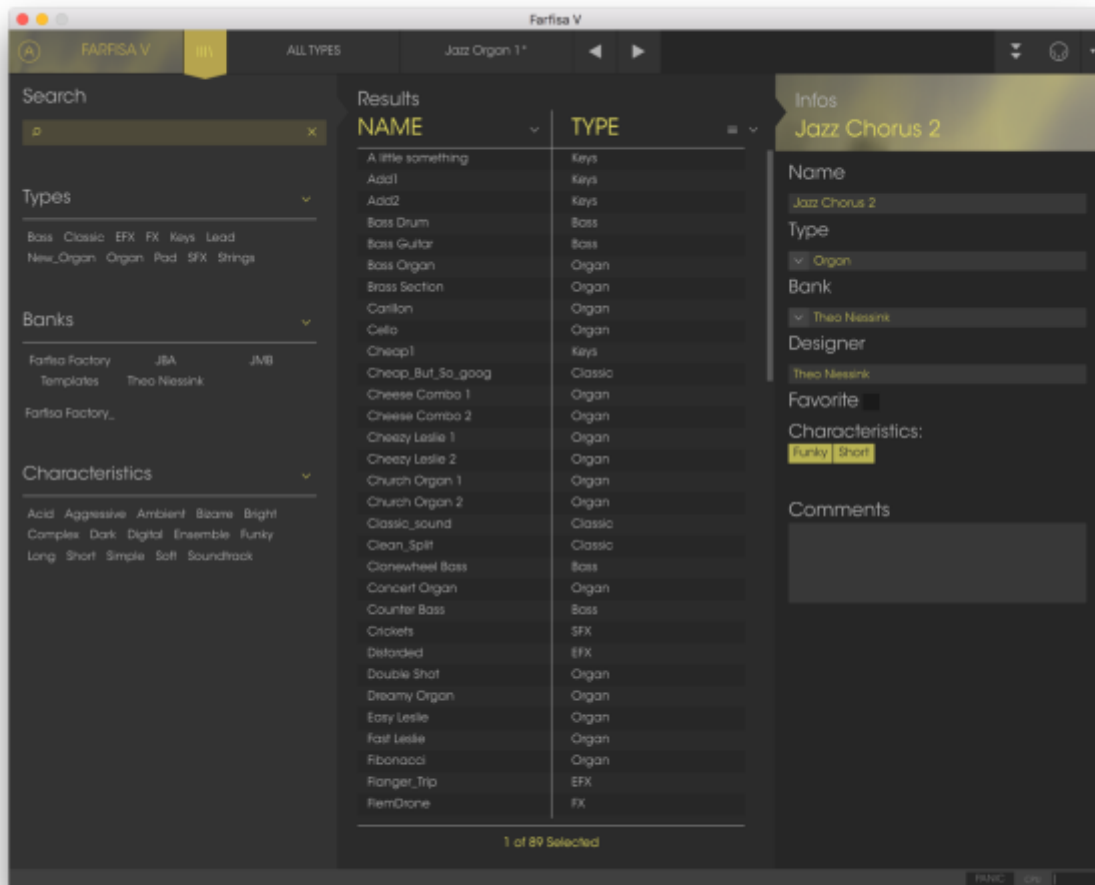 Farfisa V
A FARFISA V ALL TYPES Jazz Organ 1*
Search
Types
Bass Classic EFX FX Keys Lead
New_Organ Organ Pad SFX Strings
Banks
Farfisa Factory JBA JMB
Templates Theo Niessink
Farfisa Factory_
Characteristics
Acid Aggressive Ambient Bizarre Bright
Complex Dark Digital Ensemble Funky
Long Short Simple Soft Soundtrack
Results
NAME TYPE
A little something Keys
Add1 Keys
Add2 Keys
Bass Drum Bass
Bass Guitar Bass
Bass Organ Organ
Brass Section Organ
Carillon Organ
Cello Organ
Cheap1 Keys
Cheap_But_So_goog Classic
Cheese Combo 1 Organ
Cheese Combo 2 Organ
Cheezy Leslie 1 Organ
Cheezy Leslie 2 Organ
Church Organ 1 Organ
Church Organ 2 Organ
Classic_sound Classic
Clean_Split Classic
Clonewheel Bass Bass
Concert Organ Organ
Counter Bass Bass
Crickets SFX
Distorded EFX
Double Shot Organ
Dreamy Organ Organ
Easy Leslie Organ
Fast Leslie Organ
Fibonacci Organ
Flanger_Trip EFX
FlemDrone FX
1 of 89 Selected
Infos
Jazz Chorus 2
Name
Jazz Chorus 2
Type
Organ
Bank
Theo Niessink
Designer
Theo Niessink
Favorite
Characteristics:
Funky Short
Comments
PANIC CPU